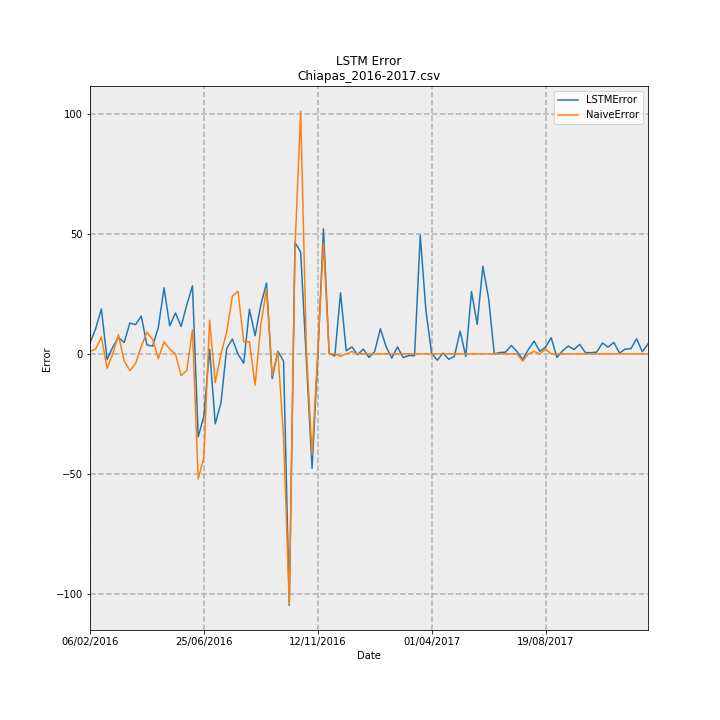 LSTM Error
Chiapas_2016-2017.csv
LSTMError
NaiveError
100
50
0
−50
−100
Error
06/02/2016
25/06/2016
12/11/2016
01/04/2017
19/08/2017
Date